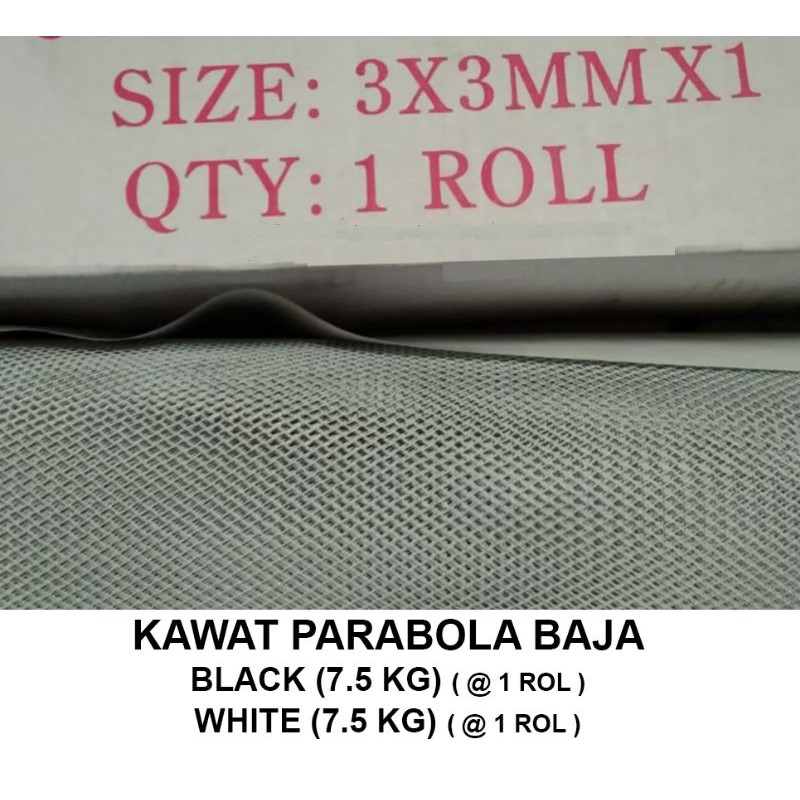 SIZE: 3X3MM X1
QTY: 1 ROLL
KAWAT PARABOLA BAJA
BLACK (7.5 KG) ( @ 1 ROL )
WHITE (7.5 KG) ( @ 1 ROL )